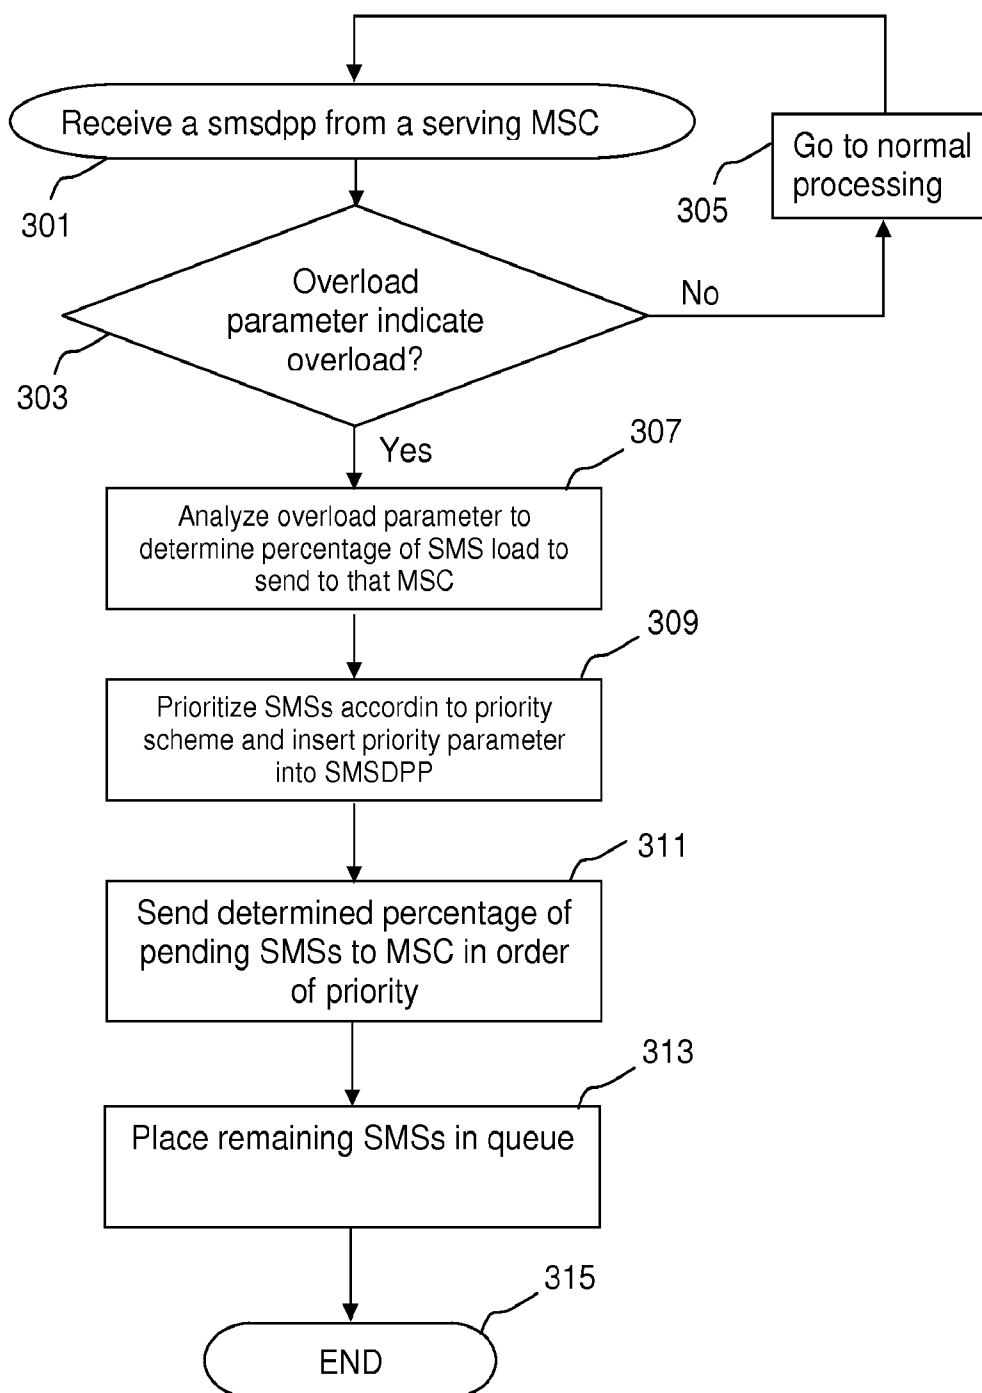 Receive a smsdpp from a serving MSC
301
Go to normal
processing
305
Overload
parameter indicate
overload?
303
No
Yes
307
Analyze overload parameter to
determine percentage of SMS load to
send to that MSC
309
Prioritize SMSs accordin to priority
scheme and insert priority parameter
into SMSDPP
311
Send determined percentage of
pending SMSs to MSC in order
of priority
313
Place remaining SMSs in queue
315
END